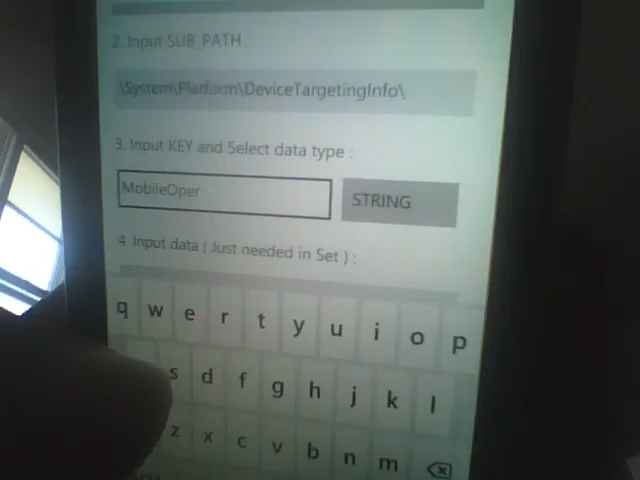 2. Input SUB_PATH :
\System\Platform\DeviceTargetingInfo\
3. Input KEY and Select data type :
MobileOper
STRING
4. Input data ( Just needed in Set ) :
q w e r t y u i o p
s d f g h j k l
z x c v b n m